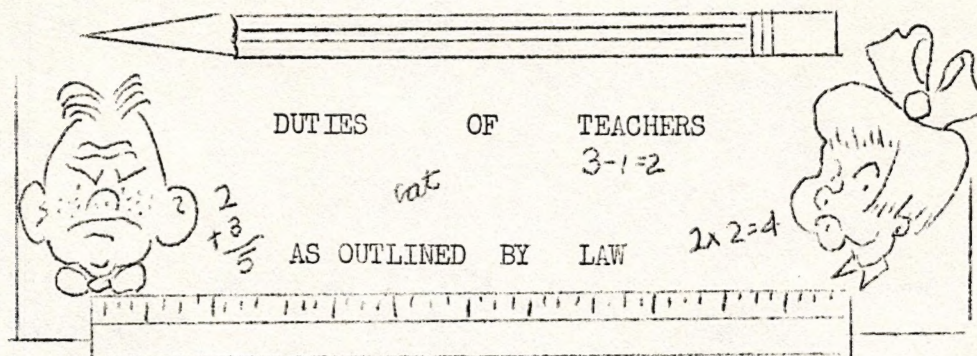 DUTIES OF TEACHERS
3-1=2
cat
2
+3
5
AS OUTLINED BY LAW
2x2=4